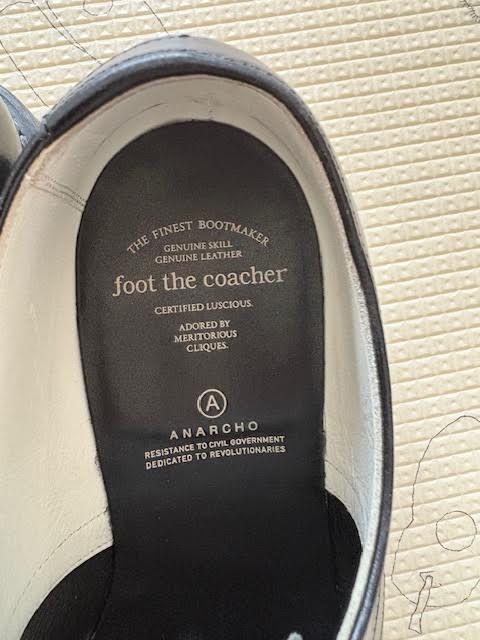 THE FINEST BOOTMAKER
GENUINE SKILL
GENUINE LEATHER
foot the coacher
CERTIFIED LUSCIOUS.
ADORED BY
MERITORIOUS
CLIQUES.
A
ANARCHO
RESISTANCE TO CIVIL GOVERNMENT
DEDICATED TO REVOLUTIONARIES